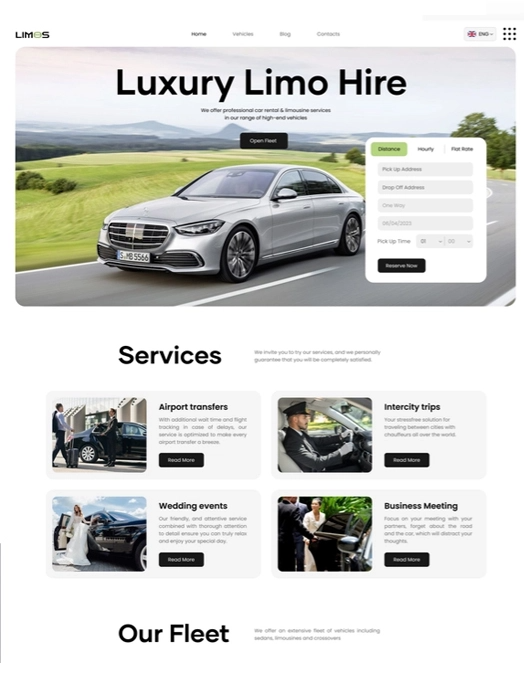 LIMOS
Home
Vehicles
Blog
Contacts
ENG
Luxury Limo Hire
We offer professional car rental & limousine services
in our range of high-end vehicles
Open Fleet
Distance
Hourly
Flat Rate
Pick Up Address
Drop Off Address
One Way
08/04/2023
Pick Up Time
Reserve Now
S·MB 5566
Services
We invite you to try our services, and we personally
guarantee that you will be completely satisfied.
Airport transfers
With additional wait time and flight
tracking in case of delays, our
service is optimized to make every
airport transfer a breeze.
Read More
Intercity trips
Your stressfree solution for
traveling between cities with
chauffeurs all over the world.
Read More
Wedding events
Our friendly, and attentive service
combined with thorough attention
to detail ensure you can truly relax
and enjoy your special day.
Read More
Business Meeting
Focus on your meeting with your
partners, forget about the road
and the car, which will distract your
thoughts.
Read More
Our Fleet
We offer an extensive fleet of vehicles including
sedans, limousines and crossovers